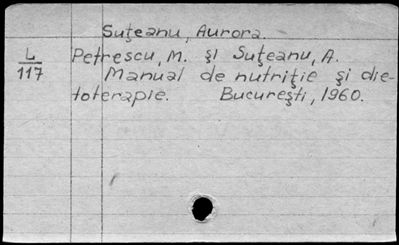 Suţeanu, Aurora.
L Petrescu, M. şi Suţeanu, A.
117 Manual de nutriţie şi die-
toterapie. Bucureşti, 1960.